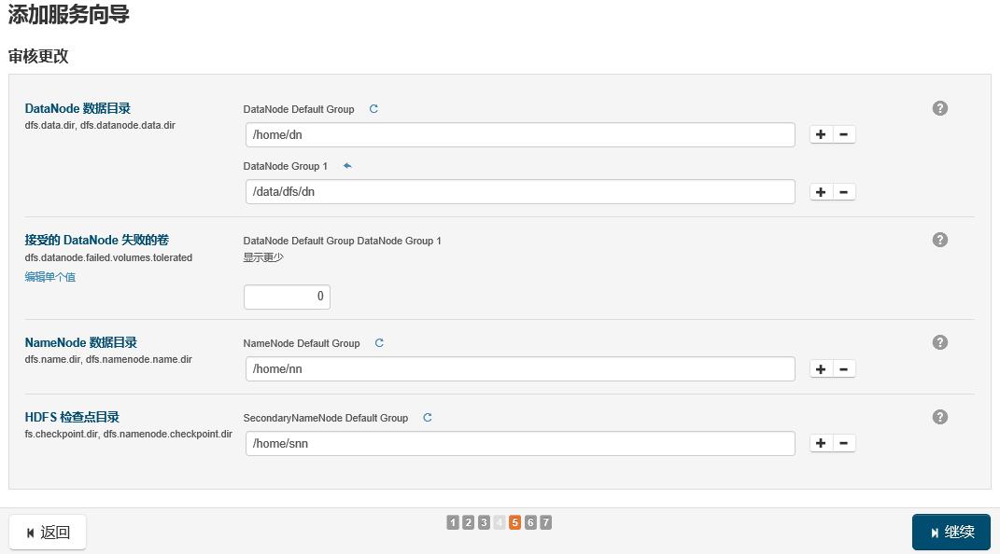 添加服务向导
审核更改
DataNode 数据目录
dfs.data.dir, dfs.datanode.data.dir
DataNode Default Group
/home/dn
DataNode Group 1
/data/dfs/dn
接受的 DataNode 失败的卷
dfs.datanode.failed.volumes.tolerated
编辑单个值
DataNode Default Group DataNode Group 1
显示更少
0
NameNode 数据目录
dfs.name.dir, dfs.namenode.name.dir
NameNode Default Group
/home/nn
HDFS 检查点目录
fs.checkpoint.dir, dfs.namenode.checkpoint.dir
SecondaryNameNode Default Group
/home/snn
返回
1 2 3 4 5 6 7
继续